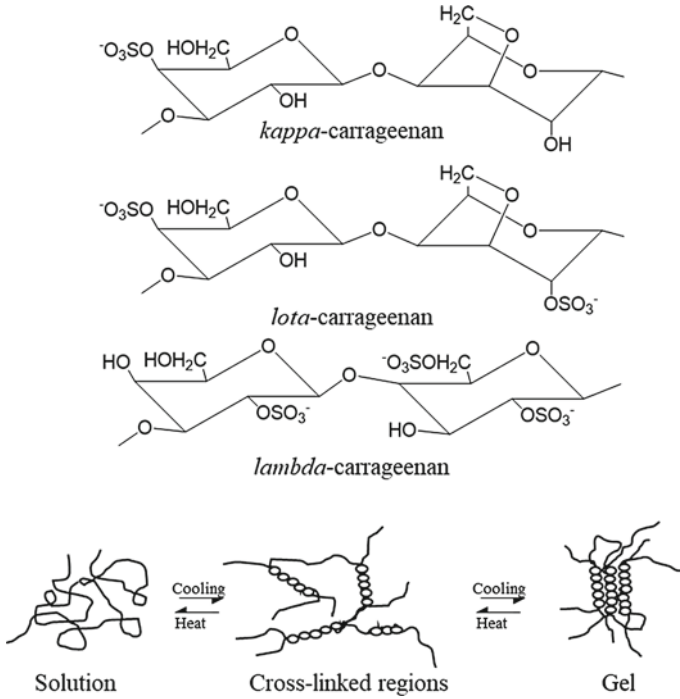 H₂C
⁻O₃SO HOH₂C O O
O O
O OH
kappa-carrageenan OH
H₂C
⁻O₃SO HOH₂C O O
O O
O OH
OSO₃⁻
lota-carrageenan
HO HOH₂C O ⁻O₃SOH₂C O
O
O OSO₃⁻ HO OSO₃⁻
lambda-carrageenan
Cooling Cooling
Heat Heat
Solution Cross-linked regions Gel